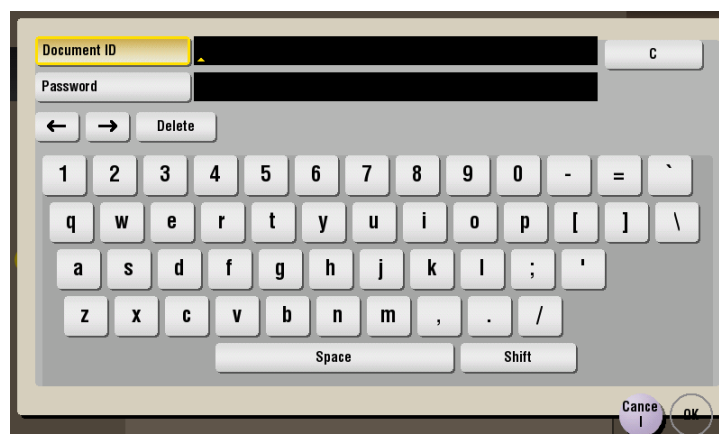 Document ID
C
Password
← → Delete
1 2 3 4 5 6 7 8 9 0 - = `
q w e r t y u i o p [ ] \
a s d f g h j k l ; '
z x c v b n m , . /
Space Shift
Cance
l
OK